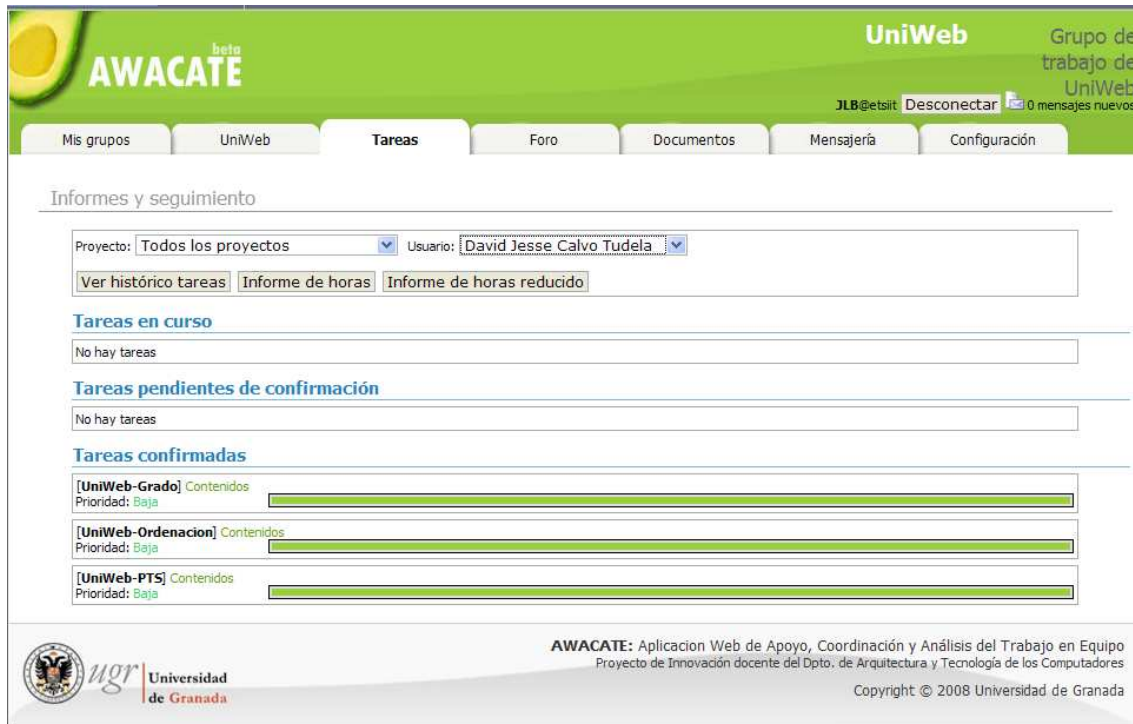 beta
AWACATE
UniWeb
Grupo de
trabajo de
UniWeb
JLB@etsiit Desconectar 0 mensajes nuevos
Mis grupos UniWeb Tareas Foro Documentos Mensajería Configuración
Informes y seguimiento
Proyecto: Todos los proyectos Usuario: David Jesse Calvo Tudela
Ver histórico tareas Informe de horas Informe de horas reducido
Tareas en curso
No hay tareas
Tareas pendientes de confirmación
No hay tareas
Tareas confirmadas
[UniWeb-Grado] Contenidos
Prioridad: Baja
[UniWeb-Ordenacion] Contenidos
Prioridad: Baja
[UniWeb-PTS] Contenidos
Prioridad: Baja
ugr Universidad
de Granada
AWACATE: Aplicacion Web de Apoyo, Coordinación y Análisis del Trabajo en Equipo
Proyecto de Innovación docente del Dpto. de Arquitectura y Tecnología de los Computadores
Copyright © 2008 Universidad de Granada